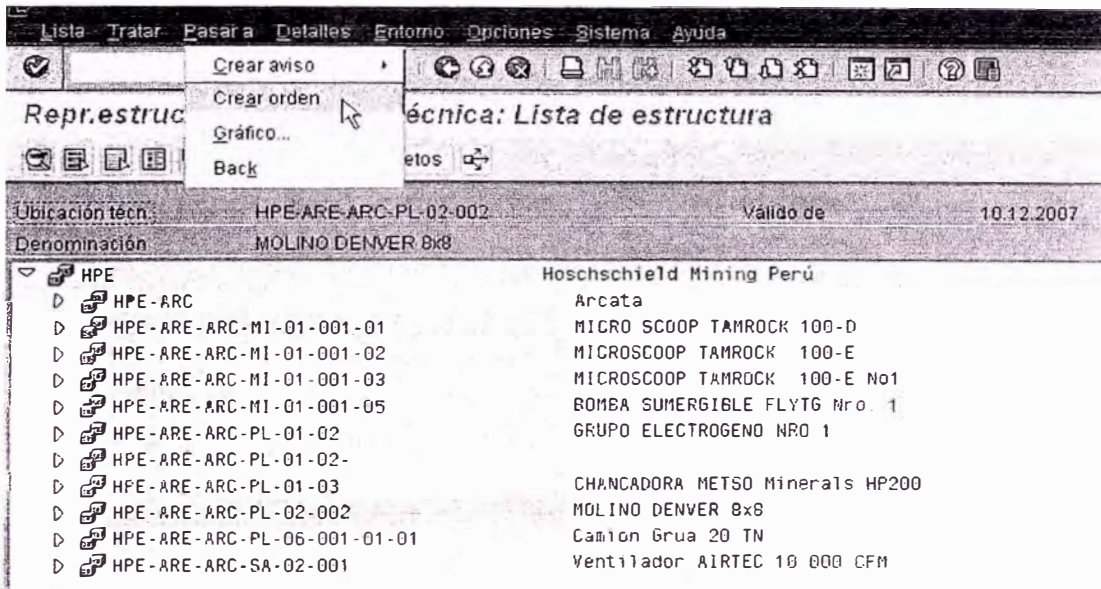 Lista Tratar Pasar a Detalles Entorno Opciones Sistema Ayuda
Crear aviso
Crear orden
Gráfico...
Back
Repr.estruc écnica: Lista de estructura
etos
Ubicación técn. HPE-ARE-ARC-PL-02-002 Válido de 10.12.2007
Denominación MOLINO DENVER 8x8
HPE Hoschschield Mining Perú
HPE-ARC Arcata
HPE-ARE-ARC-MI-01-001-01 MICRO SCOOP TAMROCK 100-D
HPE-ARE-ARC-MI-01-001-02 MICROSCOOP TAMROCK 100-E
HPE-ARE-ARC-MI-01-001-03 MICROSCOOP TAMROCK 100-E No1
HPE-ARE-ARC-MI-01-001-05 BOMBA SUMERGIBLE FLYTG Nro. 1
HPE-ARE-ARC-PL-01-02 GRUPO ELECTROGENO NRO 1
HPE-ARE-ARC-PL-01-02-
HPE-ARE-ARC-PL-01-03 CHANCADORA METSO Minerals HP200
HPE-ARE-ARC-PL-02-002 MOLINO DENVER 8x8
HPE-ARE-ARC-PL-06-001-01-01 Camion Grua 20 TN
HPE-ARE-ARC-SA-02-001 Ventilador AIRTEC 10 000 CFM